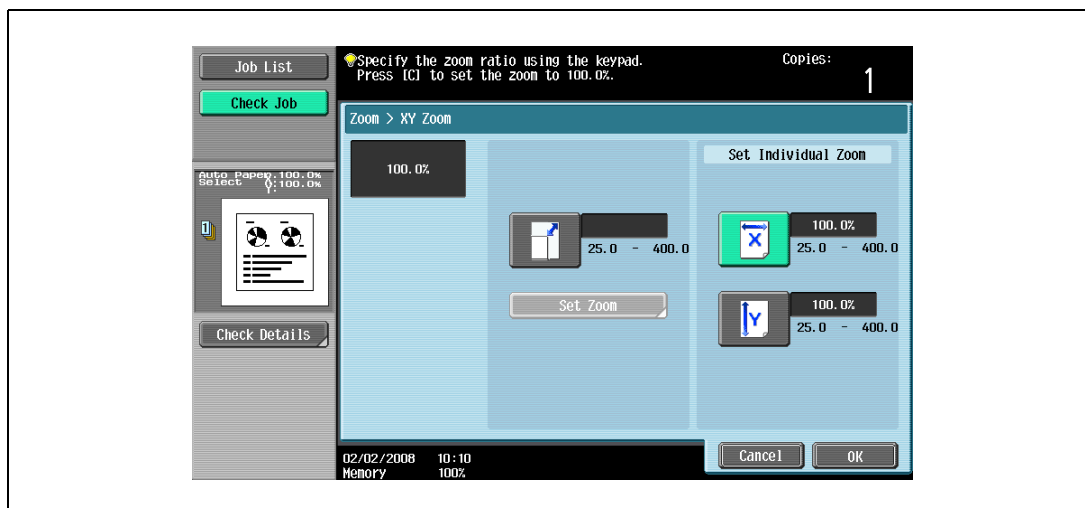 Job List
Check Job
Specify the zoom ratio using the keypad.
Press [C] to set the zoom to 100.0%.
Copies:
1
Zoom > XY Zoom
100.0%
Auto Paper
Select
:100.0%
X:100.0%
Y:
1
Check Details
25.0 - 400.0
Set Zoom
Set Individual Zoom
X
100.0%
25.0 - 400.0
Y
100.0%
25.0 - 400.0
02/02/2008 10:10
Memory 100%
Cancel
OK